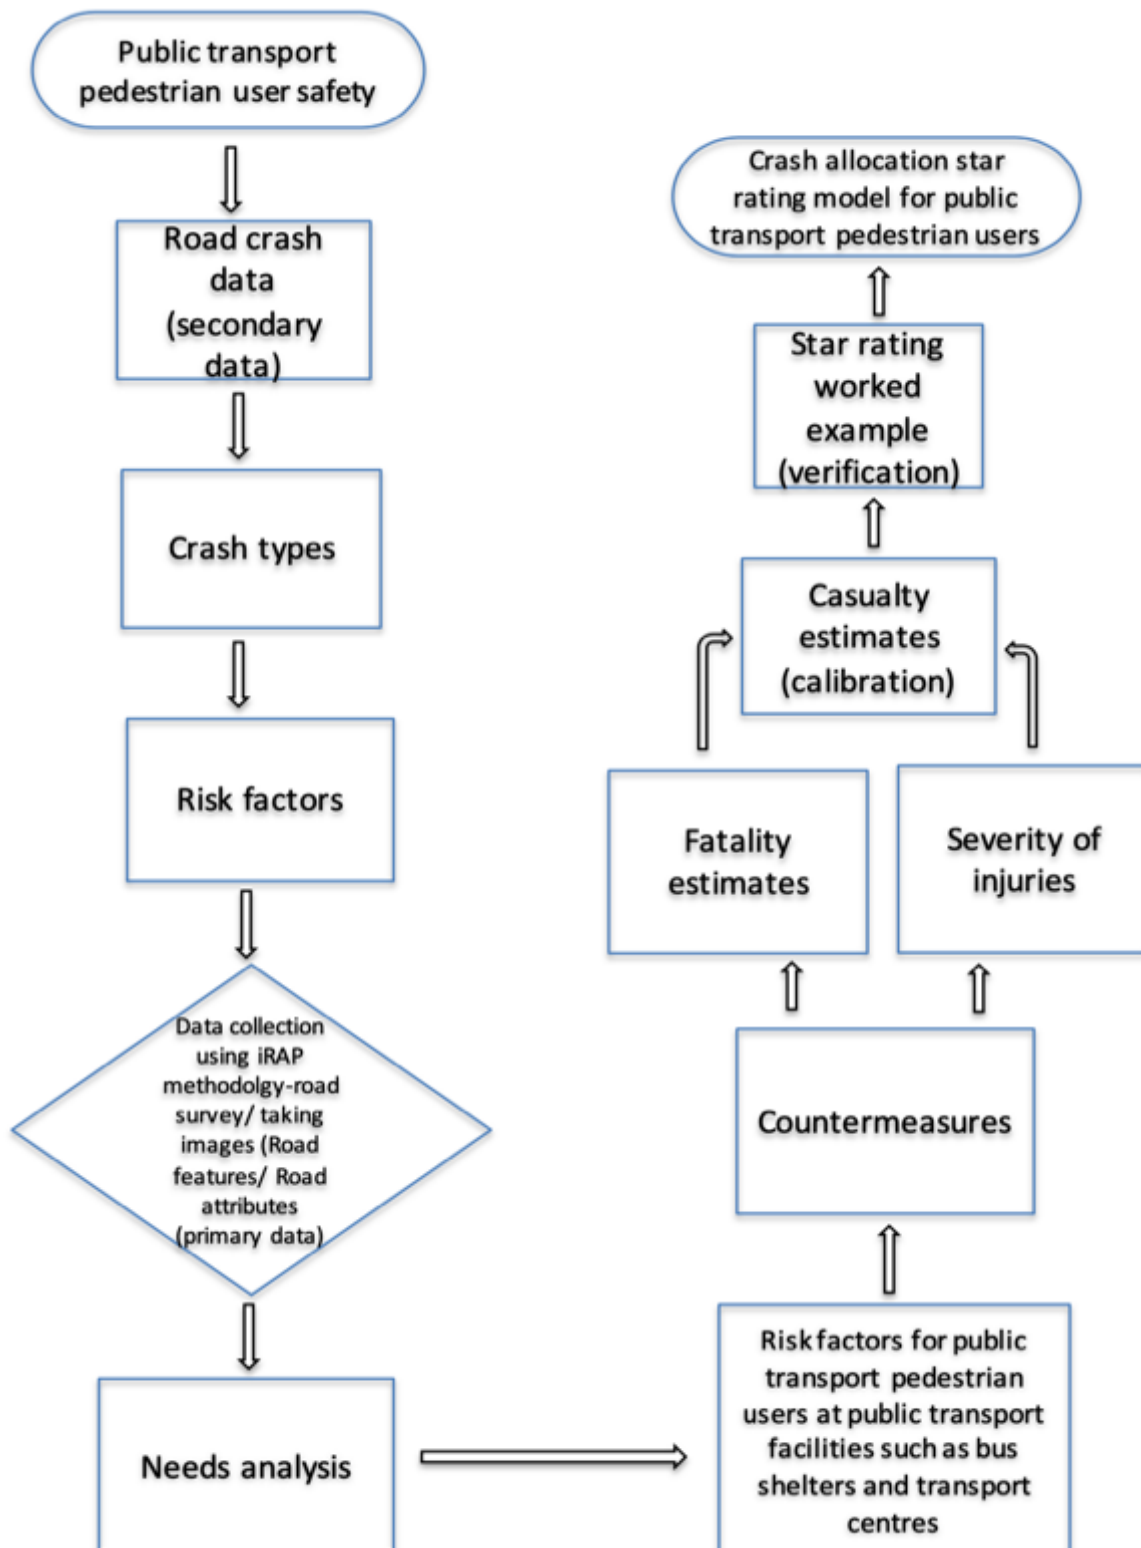 Public transport
pedestrian user safety
Road crash
data
(secondary
data)
Crash types
Risk factors
Data collection
using iRAP
methodolgy-road
survey/ taking
images (Road
features/ Road
attributes
(primary data)
Needs analysis
Risk factors for public
transport pedestrian
users at public transport
facilities such as bus
shelters and transport
centres
Countermeasures
Fatality
estimates
Severity of
injuries
Casualty
estimates
(calibration)
Star rating
worked
example
(verification)
Crash allocation star
rating model for public
transport pedestrian users